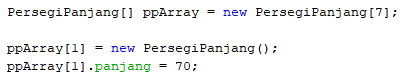 PersegiPanjang[] ppArray = new PersegiPanjang[7];
ppArray[1] = new PersegiPanjang();
ppArray[1].panjang = 70;